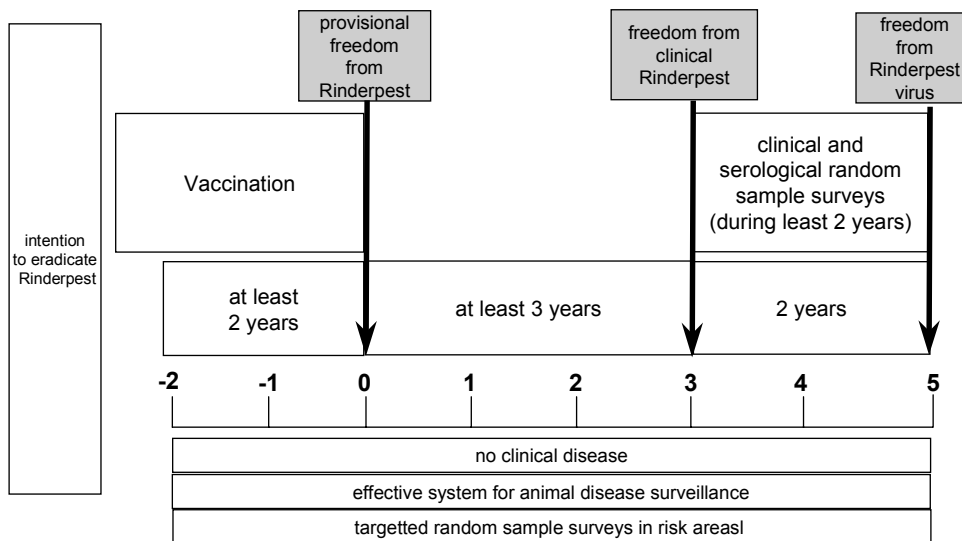 provisional
freedom
from
Rinderpest
freedom from
clinical
Rinderpest
freedom
from
Rinderpest
virus
intention
to eradicate
Rinderpest
Vaccination
clinical and
serological random
sample surveys
(during least 2 years)
at least
2 years
at least 3 years
2 years
-2 -1 0 1 2 3 4 5
no clinical disease
effective system for animal disease surveillance
targetted random sample surveys in risk areasl